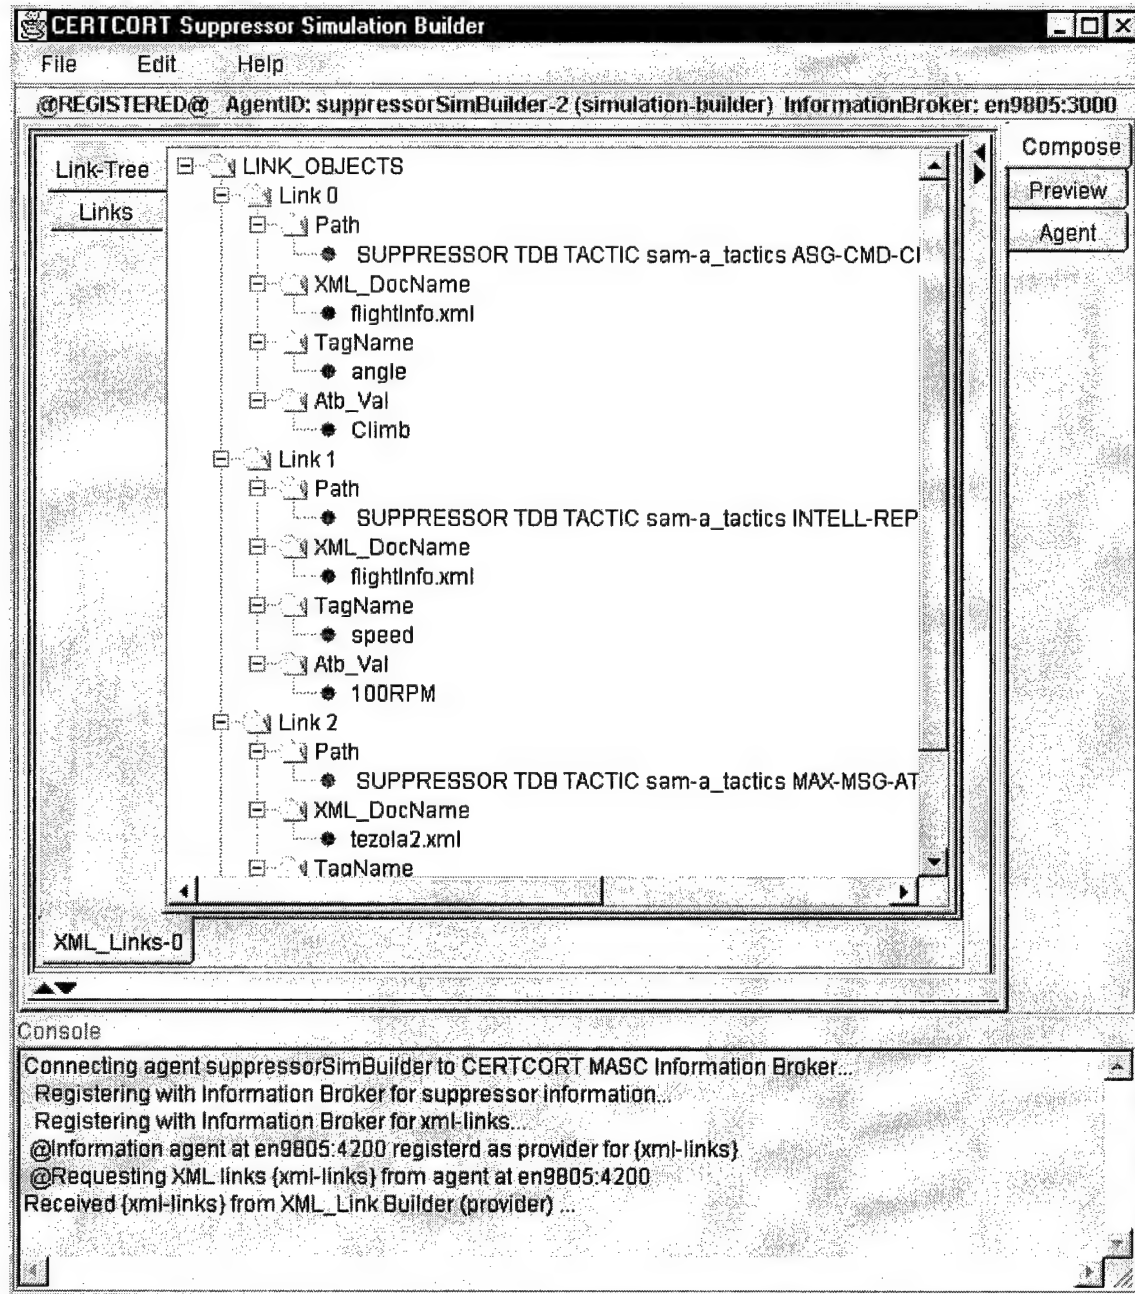 CERTCORT Suppressor Simulation Builder
File Edit Help
@REGISTERED@ AgentID: suppressorSimBuilder-2 (simulation-builder) InformationBroker: en9805:3000
Compose
Preview
Agent
Link-Tree
Links
LINK_OBJECTS
Link 0
Path
SUPPRESSOR TDB TACTIC sam-a_tactics ASG-CMD-CI
XML_DocName
flightInfo.xml
TagName
angle
Atb_Val
Climb
Link 1
Path
SUPPRESSOR TDB TACTIC sam-a_tactics INTELL-REP
XML_DocName
flightInfo.xml
TagName
speed
Atb_Val
100RPM
Link 2
Path
SUPPRESSOR TDB TACTIC sam-a_tactics MAX-MSG-AT
XML_DocName
tezola2.xml
TagName
XML_Links-0
Console
Connecting agent suppressorSimBuilder to CERTCORT MASC Information Broker...
Registering with Information Broker for suppressor information...
Registering with Information Broker for xml-links...
@Information agent at en9805:4200 registerd as provider for {xml-links}
@Requesting XML links {xml-links} from agent at en9805:4200
Received {xml-links} from XML_Link Builder (provider) ...